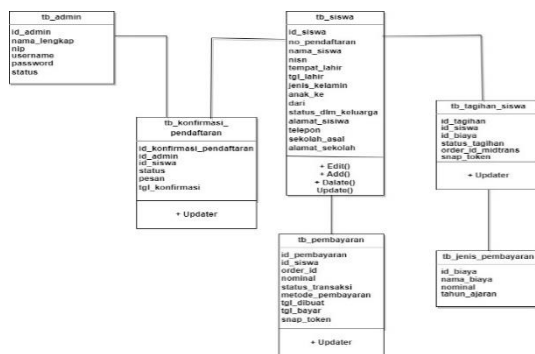 tb_admin
id_admin
nama_lengkap
nip
username
password
status
tb_siswa
id_siswa
no_pendaftaran
nama_siswa
nisn
tempat_lahir
tgl_lahir
jenis_kelamin
anak_ke
dari
status_dlm_keluarga
alamat_sisiwa
telepon
sekolah_asal
alamat_sekolah
+ Edit()
+ Add()
+ Dalate()
Update()
tb_konfirmasi_
pendaftaran
id_konfirmasi_pendaftaran
id_admin
id_siswa
status
pesan
tgl_konfirmasi
+ Updater
tb_tagihan_siswa
id_tagihan
id_siswa
id_biaya
status_tagihan
order_id_midtrans
snap_token
+ Updater
tb_pembayaran
id_pembayaran
id_siswa
order_id
nominal
status_transaksi
metode_pembayaran
tgl_dibuat
tgl_bayar
snap_token
+ Updater
tb_jenis_pembayaran
id_biaya
nama_biaya
nominal
tahun_ajaran